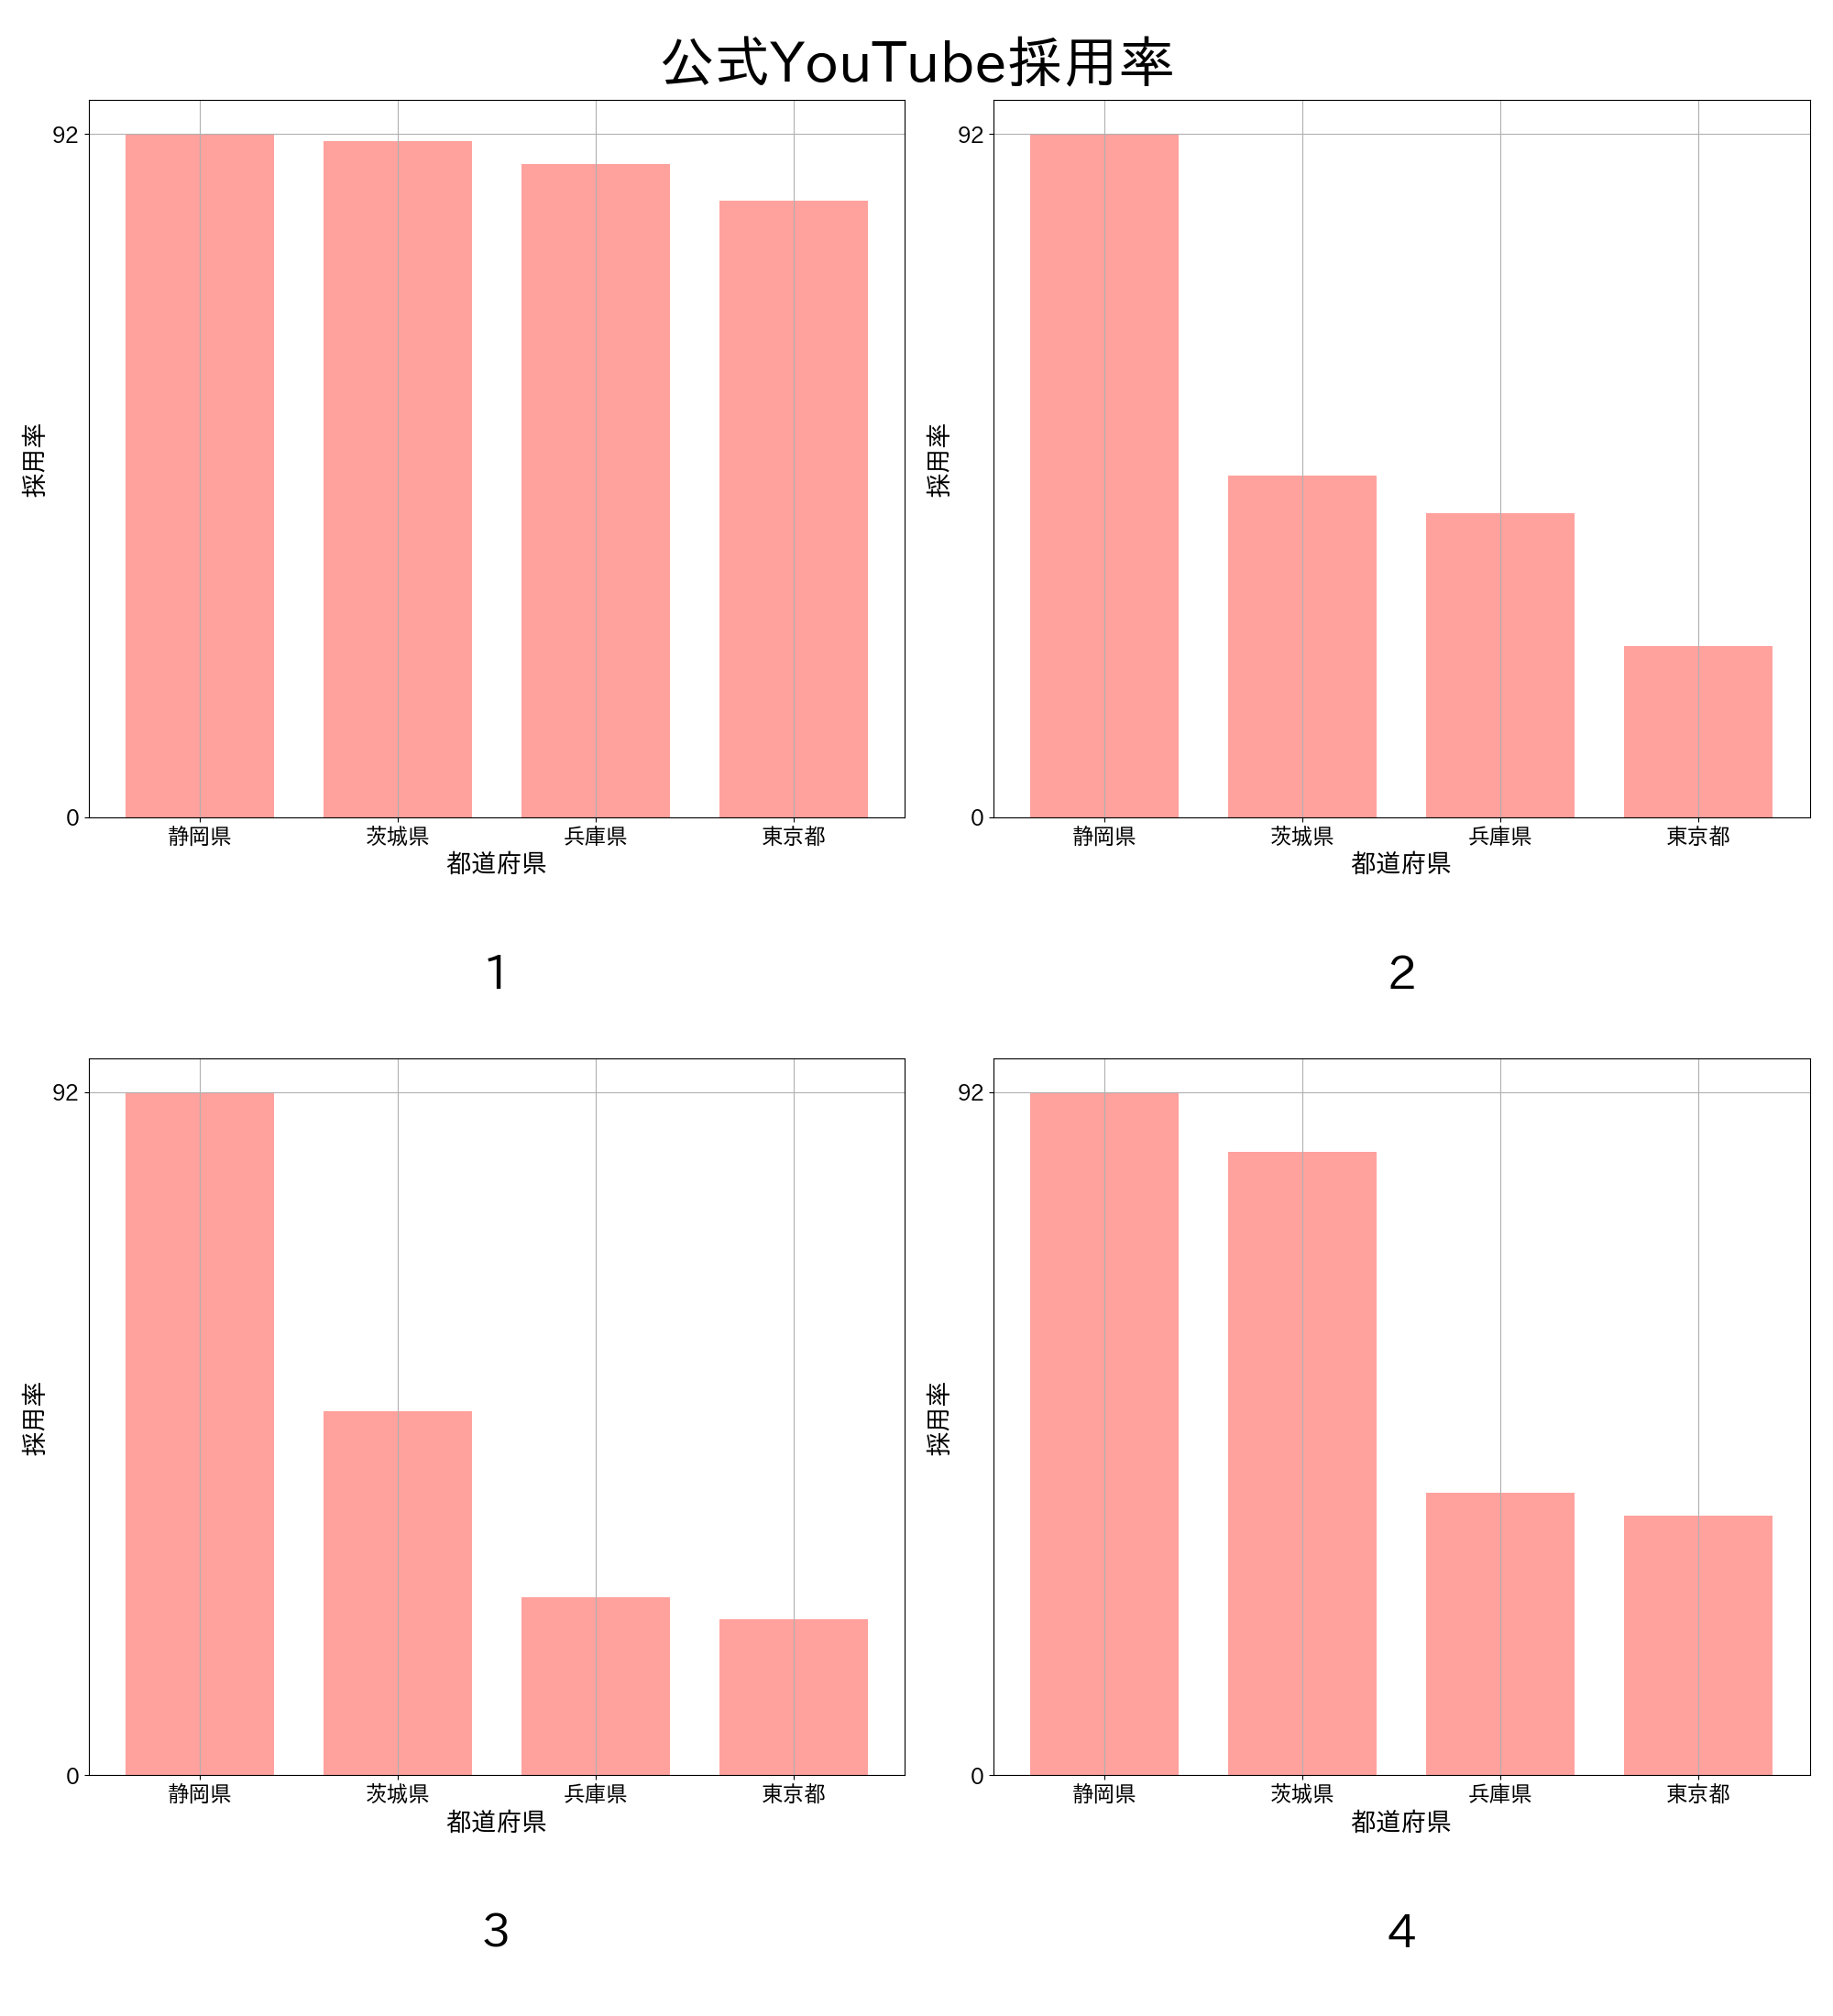 公式YouTube採用率
92
0
採用率
静岡県 茨城県 兵庫県 東京都
都道府県
1
92
0
採用率
静岡県 茨城県 兵庫県 東京都
都道府県
2
92
0
採用率
静岡県 茨城県 兵庫県 東京都
都道府県
3
92
0
採用率
静岡県 茨城県 兵庫県 東京都
都道府県
4